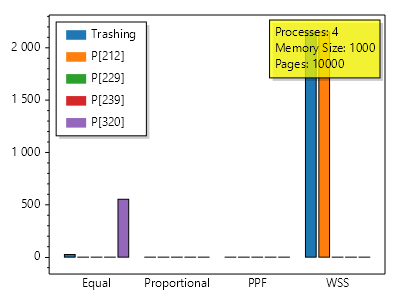 Trashing
P[212]
P[229]
P[239]
P[320]
Processes: 4
Memory Size: 1000
Pages: 10000
2 000
1 500
1 000
500
0
Equal
Proportional
PPF
WSS